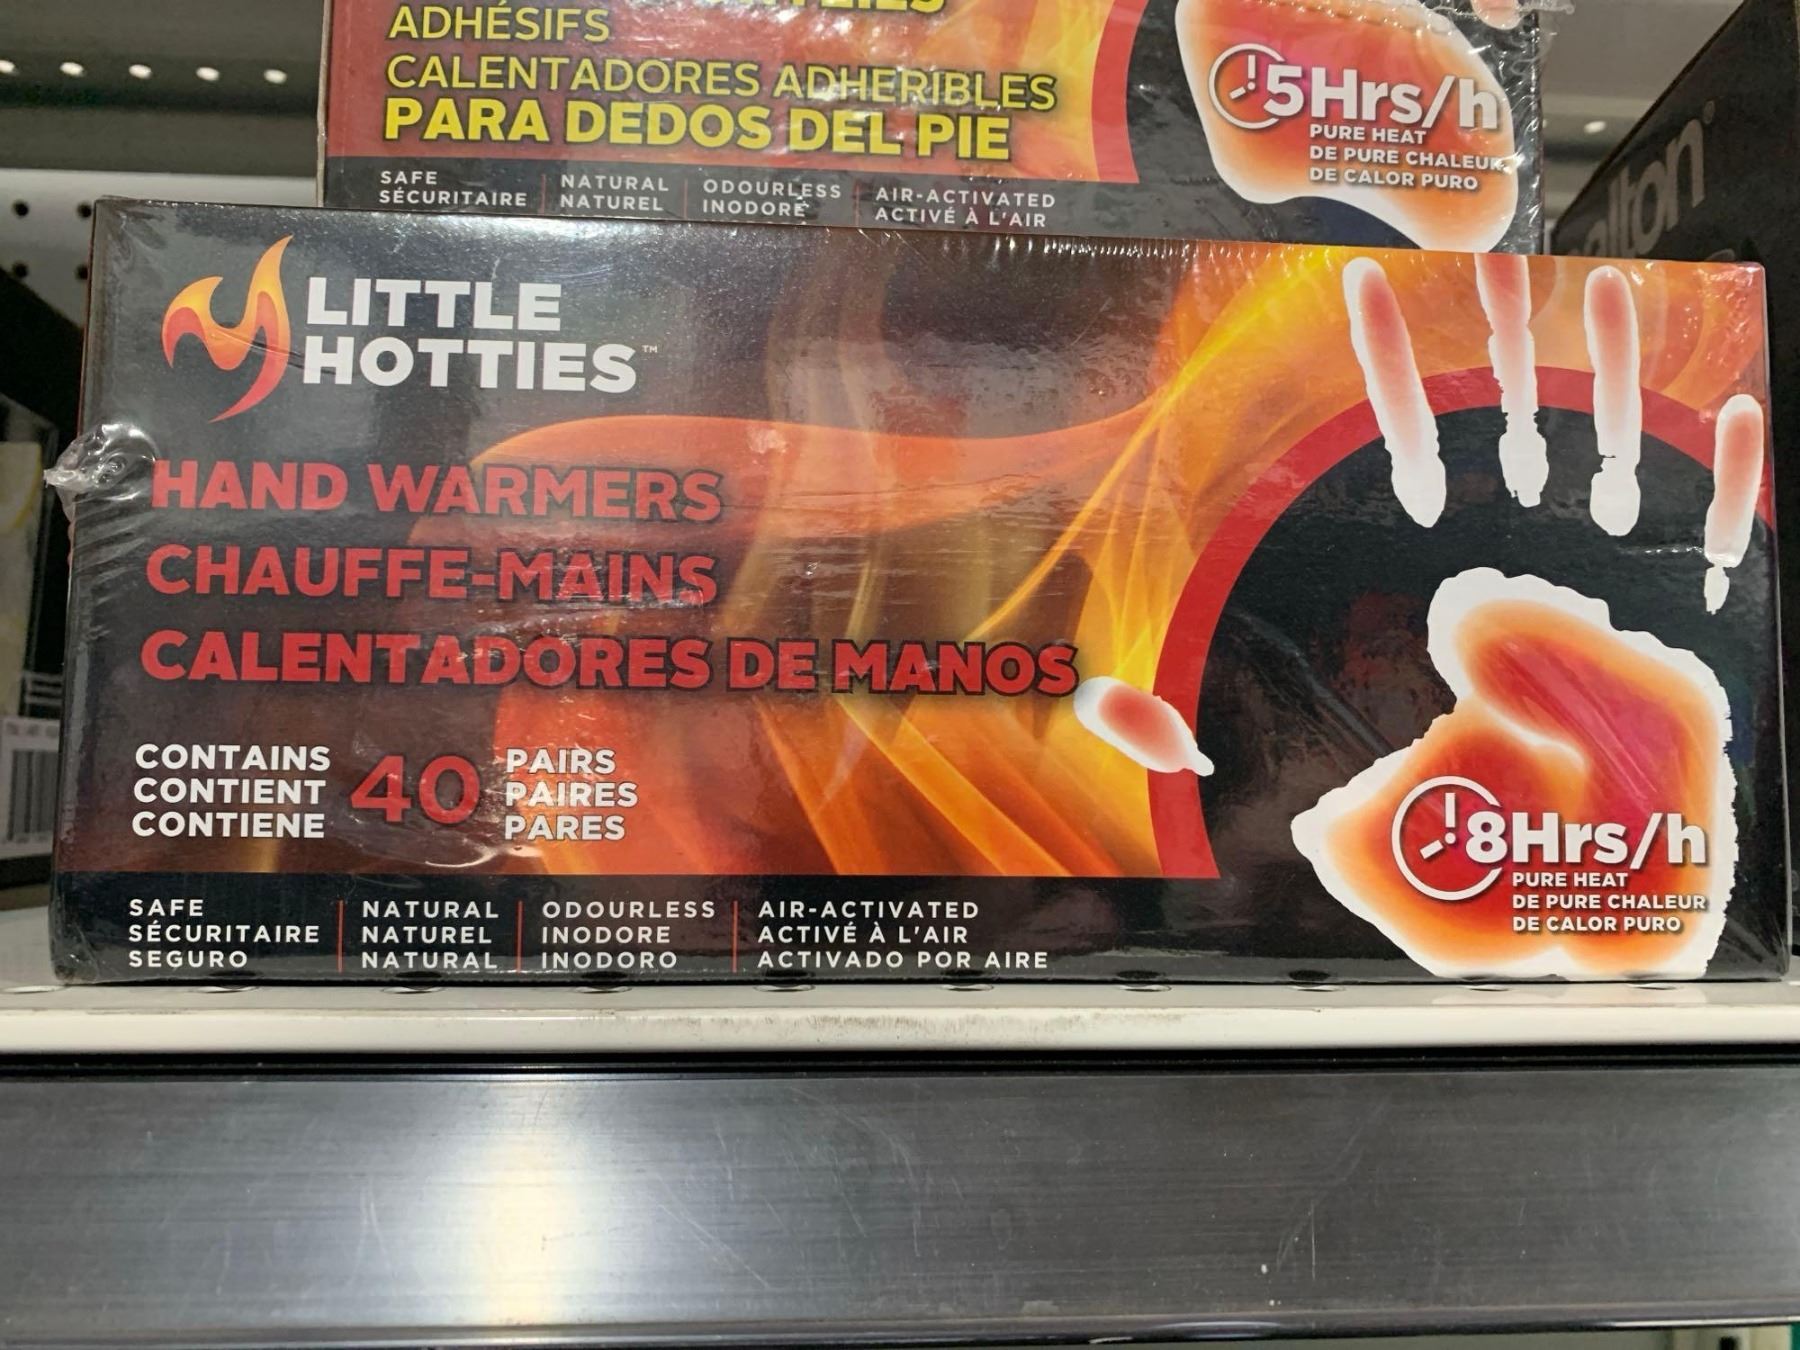 ADHÉSIFS
CALENTADORES ADHERIBLES
PARA DEDOS DEL PIE
5Hrs/h
PURE HEAT
DE PURE CHALEUR
DE CALOR PURO
SAFE
SÉCURITAIRE
NATURAL
NATUREL
ODOURLESS
INODORE
AIR-ACTIVATED
ACTIVÉ À L'AIR
LITTLE
HOTTIES™
HAND WARMERS
CHAUFFE-MAINS
CALENTADORES DE MANOS
CONTAINS
CONTIENT
CONTIENE
40
PAIRS
PAIRES
PARES
8Hrs/h
PURE HEAT
DE PURE CHALEUR
DE CALOR PURO
SAFE
SÉCURITAIRE
SEGURO
NATURAL
NATUREL
NATURAL
ODOURLESS
INODORE
INODORO
AIR-ACTIVATED
ACTIVÉ À L'AIR
ACTIVADO POR AIRE